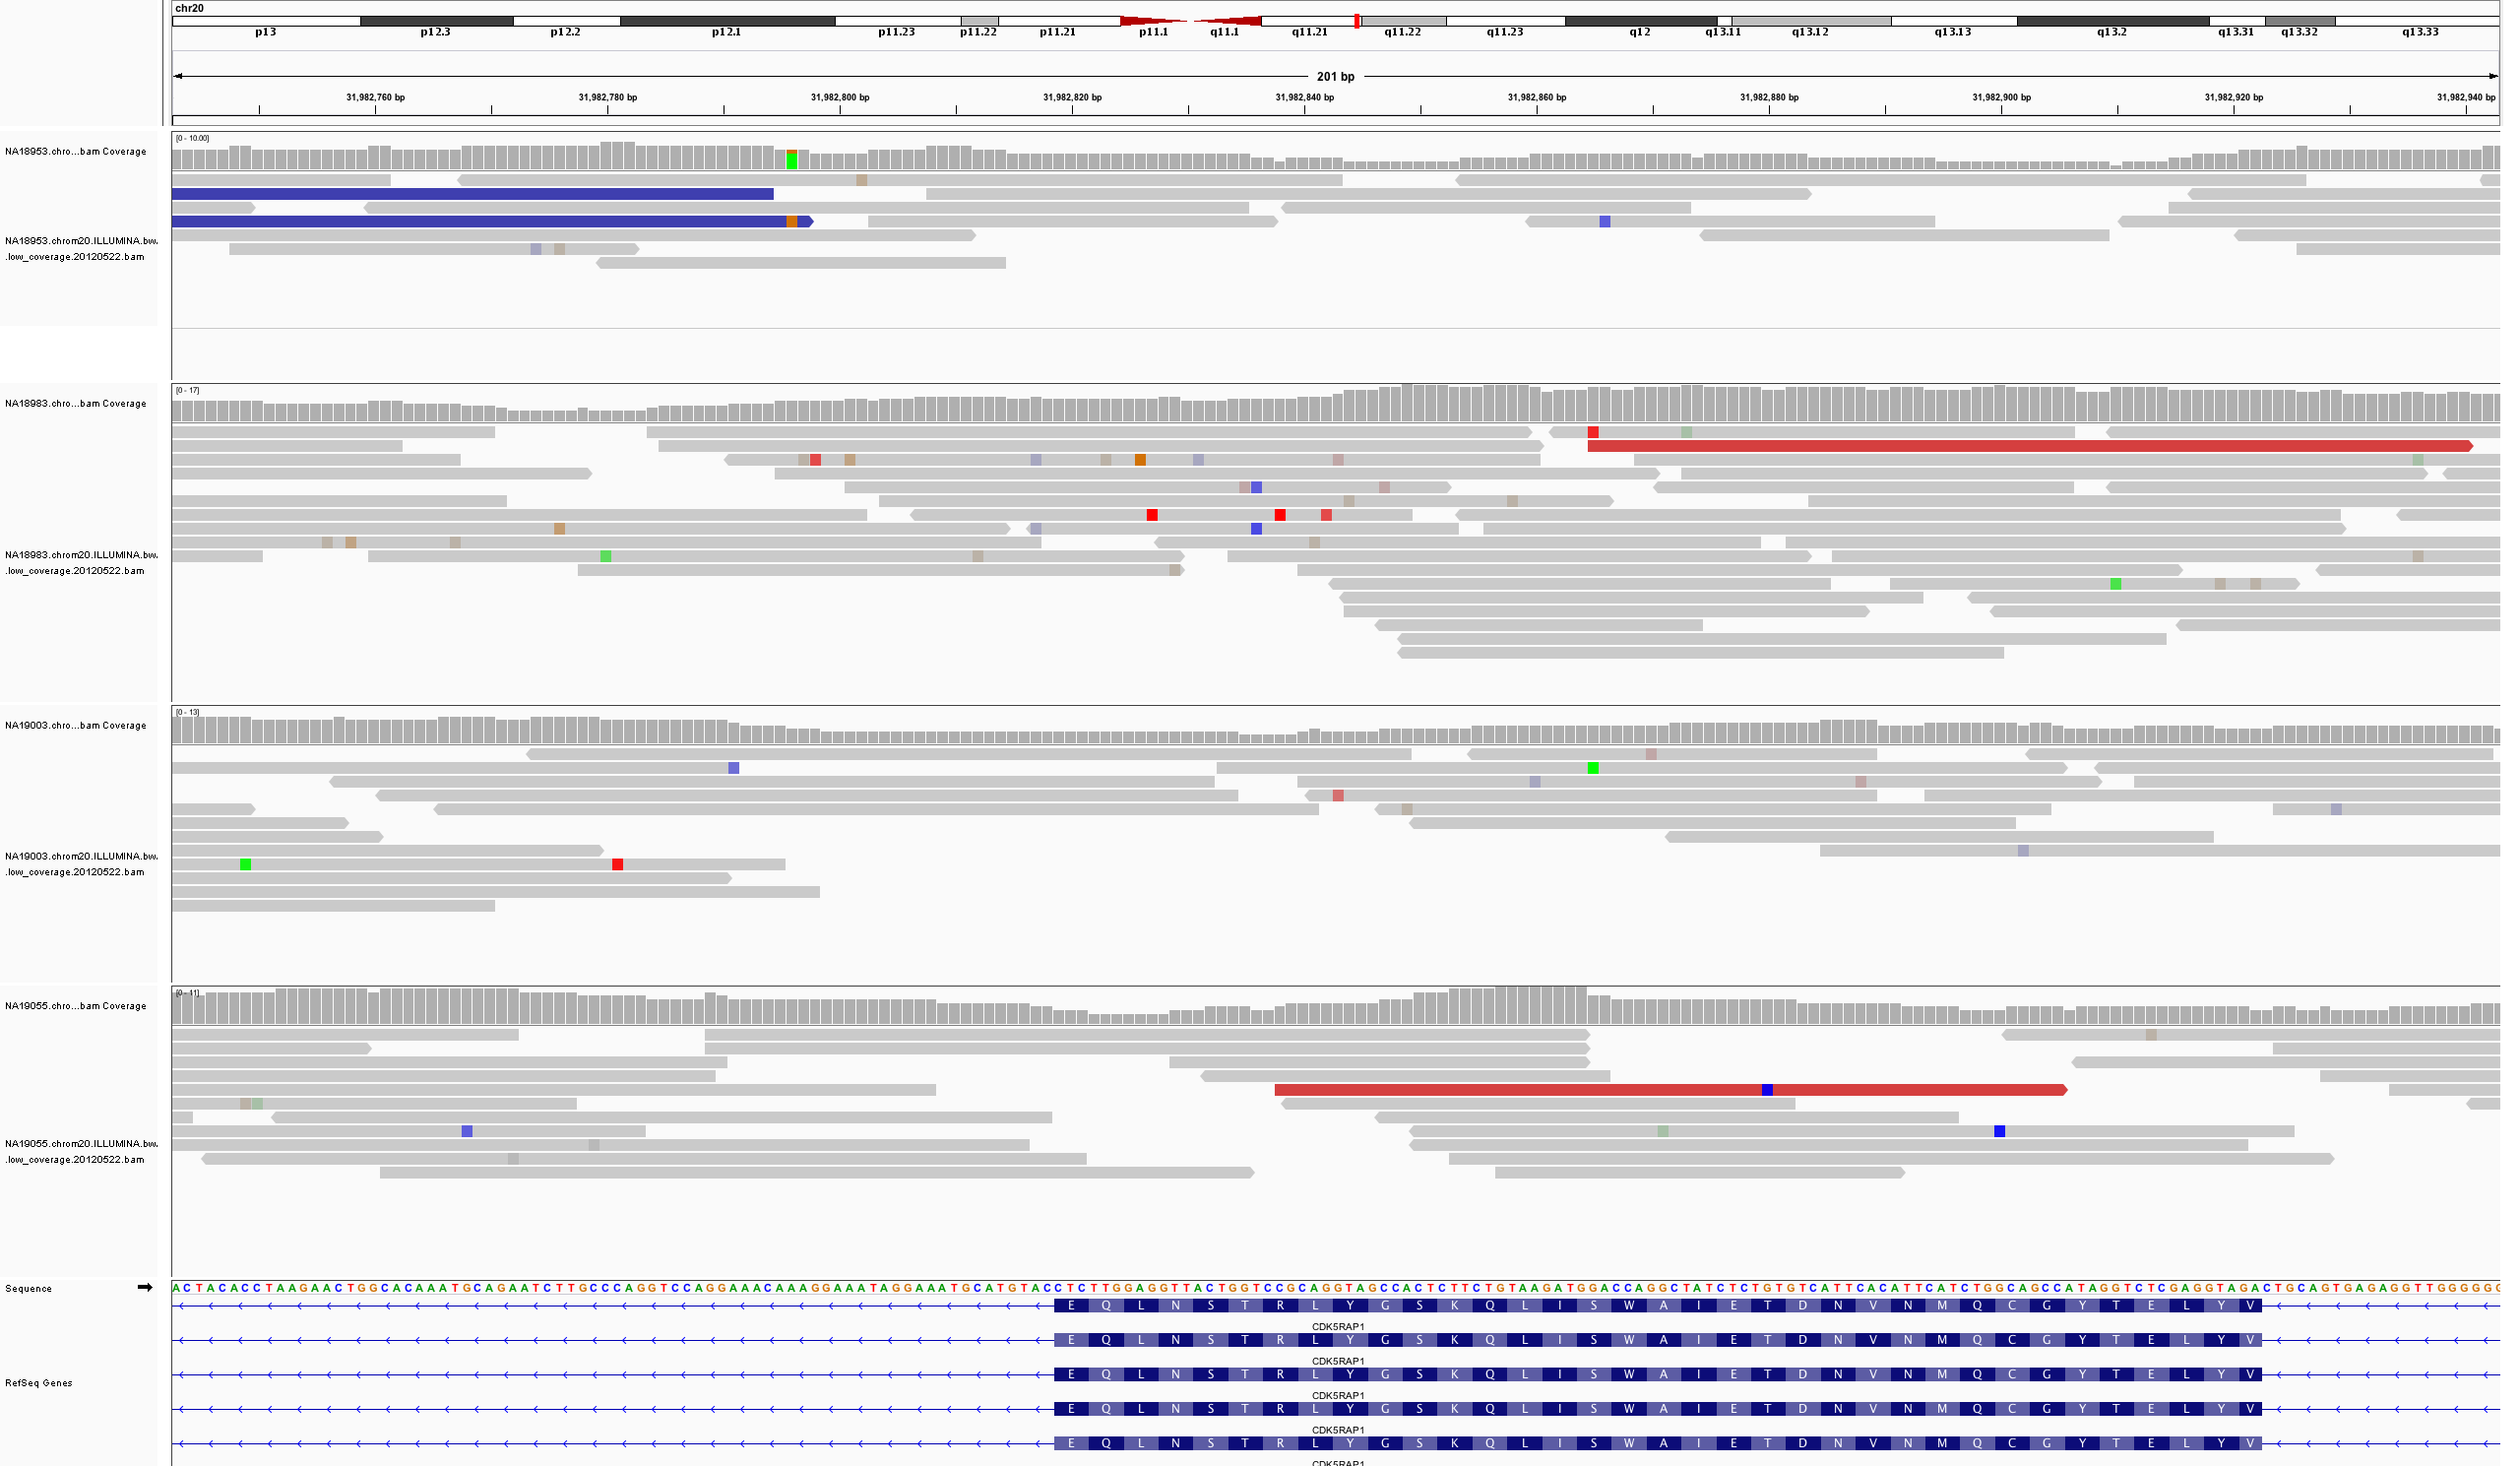 chr20
p13 p12.3 p12.2 p12.1 p11.23 p11.22 p11.21 p11.1 q11.1 q11.21 q11.22 q11.23 q12 q13.11 q13.12 q13.13 q13.2 q13.31 q13.32 q13.33
201 bp
31,982,760 bp 31,982,780 bp 31,982,800 bp 31,982,820 bp 31,982,840 bp 31,982,860 bp 31,982,880 bp 31,982,900 bp 31,982,920 bp 31,982,940 bp
[0 - 10.00]
NA18953.chro...bam Coverage
NA18953.chrom20.ILLUMINA.bw.
.low_coverage.20120522.bam
[0 - 17]
NA18983.chro...bam Coverage
NA18983.chrom20.ILLUMINA.bw.
.low_coverage.20120522.bam
[0 - 13]
NA19003.chro...bam Coverage
NA19003.chrom20.ILLUMINA.bw.
.low_coverage.20120522.bam
[0 - 11]
NA19055.chro...bam Coverage
NA19055.chrom20.ILLUMINA.bw.
.low_coverage.20120522.bam
Sequence
ACTACACCTAAGAACTGGCACAAATGCAGAATCTTGCCCAGGTCCAGGAAACAAAGGAAATAGGAAATGCATGTACCTCTTGGAGGTTACTGGTCCGCAGGTAGCCACTCTTCTGTAAGATGGACCAGGCTATCTCTGTGTCATTCACATTCATCTGGCAGCCATAGGTCTCGAGGTAGACTGCAGTGAGAGGTTGGGGGG
E Q L N S T R L Y G S K Q L I S W A I E T D N V N M Q C G Y T E L Y V
CDK5RAP1
E Q L N S T R L Y G S K Q L I S W A I E T D N V N M Q C G Y T E L Y V
CDK5RAP1
E Q L N S T R L Y G S K Q L I S W A I E T D N V N M Q C G Y T E L Y V
RefSeq Genes
CDK5RAP1
E Q L N S T R L Y G S K Q L I S W A I E T D N V N M Q C G Y T E L Y V
CDK5RAP1
E Q L N S T R L Y G S K Q L I S W A I E T D N V N M Q C G Y T E L Y V
CDK5RAP1